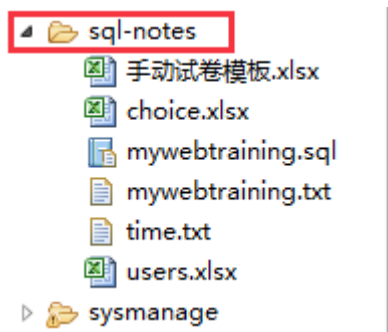 sql-notes
手动试卷模板.xlsx
choice.xlsx
mywebtraining.sql
mywebtraining.txt
time.txt
users.xlsx
sysmanage